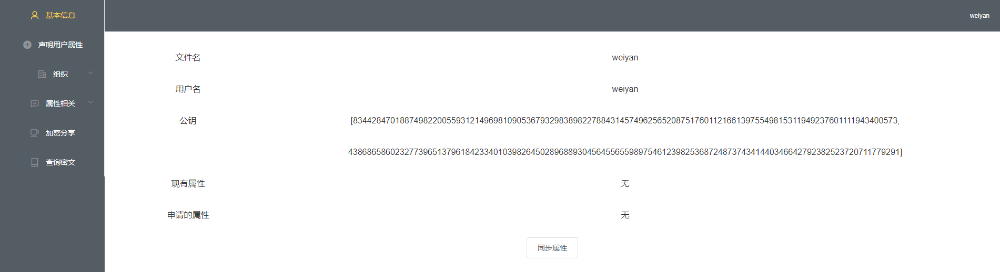 基本信息
声明用户属性
组织
属性相关
加密分享
查询密文
weiyan
文件名 weiyan
用户名 weiyan
公钥 [8344284701887498220055931214969810905367932983898227884314574962565208751760112166139755498153119492376011119434005​73,
4386865860232773965137961842334010398264502896889304564556559897546123982536872487374341440346642792382523720711779291]
现有属性 无
申请的属性 无
同步属性